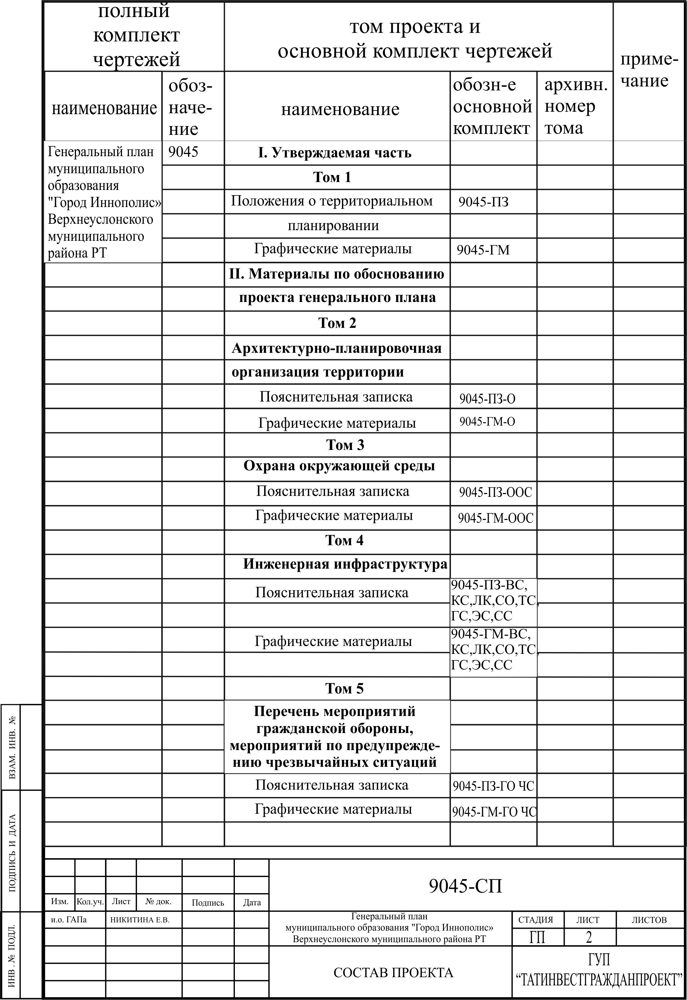 полный
комплект
чертежей
том проекта и
основной комплект чертежей
приме-
чание
наименование
обоз-
наче-
ние
наименование
обозн-е
основной
комплект
архивн.
номер
тома
Генеральный план
муниципального
образования
"Город Иннополис»
Верхнеуслонского
муниципального
района РТ
9045
I. Утверждаемая часть
Том 1
Положения о территориальном
9045-ПЗ
планировании
Графические материалы
9045-ГМ
II. Материалы по обоснованию
проекта генерального плана
Том 2
Архитектурно-планировочная
организация территории
Пояснительная записка
9045-ПЗ-О
Графические материалы
9045-ГМ-О
Том 3
Охрана окружающей среды
Пояснительная записка
9045-ПЗ-ООС
Графические материалы
9045-ГМ-ООС
Том 4
Инженерная инфраструктура
Пояснительная записка
9045-ПЗ-ВС,
КС,ЛК,СО,ТС,
ГС,ЭС,СС
Графические материалы
9045-ГМ-ВС,
КС,ЛК,СО,ТС,
ГС,ЭС,СС
Том 5
Перечень мероприятий
гражданской обороны,
мероприятий по предупрежде-
нию чрезвычайных ситуаций
Пояснительная записка
9045-ПЗ-ГО ЧС
Графические материалы
9045-ГМ-ГО ЧС
ВЗАМ. ИНВ. №
ПОДПИСЬ И ДАТА
ИНВ . № ПОДЛ.
9045-СП
Изм.
Кол.уч.
Лист
№ док.
Подпись
Дата
и.о. ГАПа
НИКИТИНА Е.В.
Генеральный план
муниципального образования "Город Иннополис»
Верхнеуслонского муниципального района РТ
СТАДИЯ
ЛИСТ
ЛИСТОВ
ГП
2
СОСТАВ ПРОЕКТА
ГУП
“ТАТИНВЕСТГРАЖДАНПРОЕКТ”